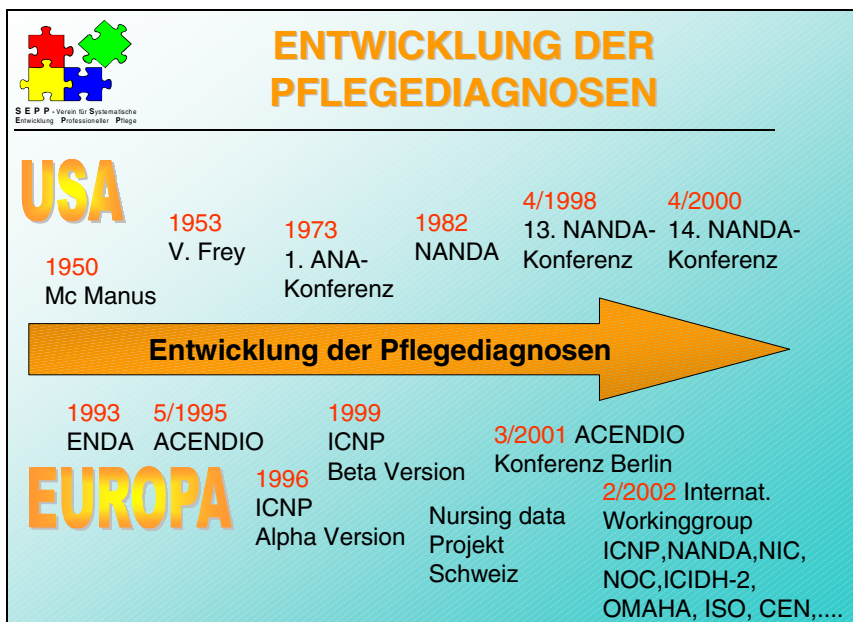 S E P P - Verein für Systematische
Entwicklung Professioneller Pflege
ENTWICKLUNG DER
PFLEGEDIAGNOSEN
USA
1950
Mc Manus
1953
V. Frey
1973
1. ANA-
Konferenz
1982
NANDA
4/1998
13. NANDA-
Konferenz
4/2000
14. NANDA-
Konferenz
Entwicklung der Pflegediagnosen
EUROPA
1993
ENDA
5/1995
ACENDIO
1996
ICNP
Alpha Version
1999
ICNP
Beta Version
Nursing data
Projekt
Schweiz
3/2001 ACENDIO
Konferenz Berlin
2/2002 Internat.
Workinggroup
ICNP,NANDA,NIC,
NOC,ICIDH-2,
OMAHA, ISO, CEN,....